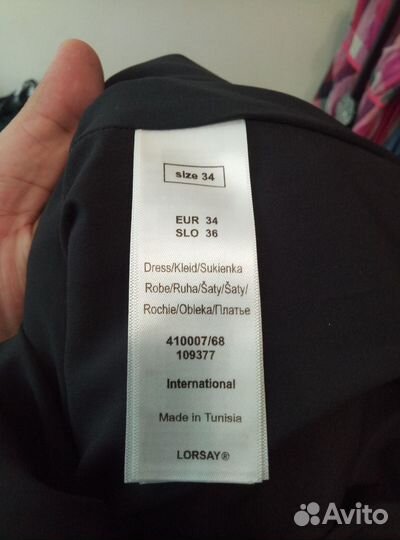 size 34
EUR 34
SLO 36
Dress/Kleid/Sukienka
Robe/Ruha/Šaty/Šaty/
Rochie/Obleka/Платье
410007/68
109377
International
Made in Tunisia
LORSAY®
Avito